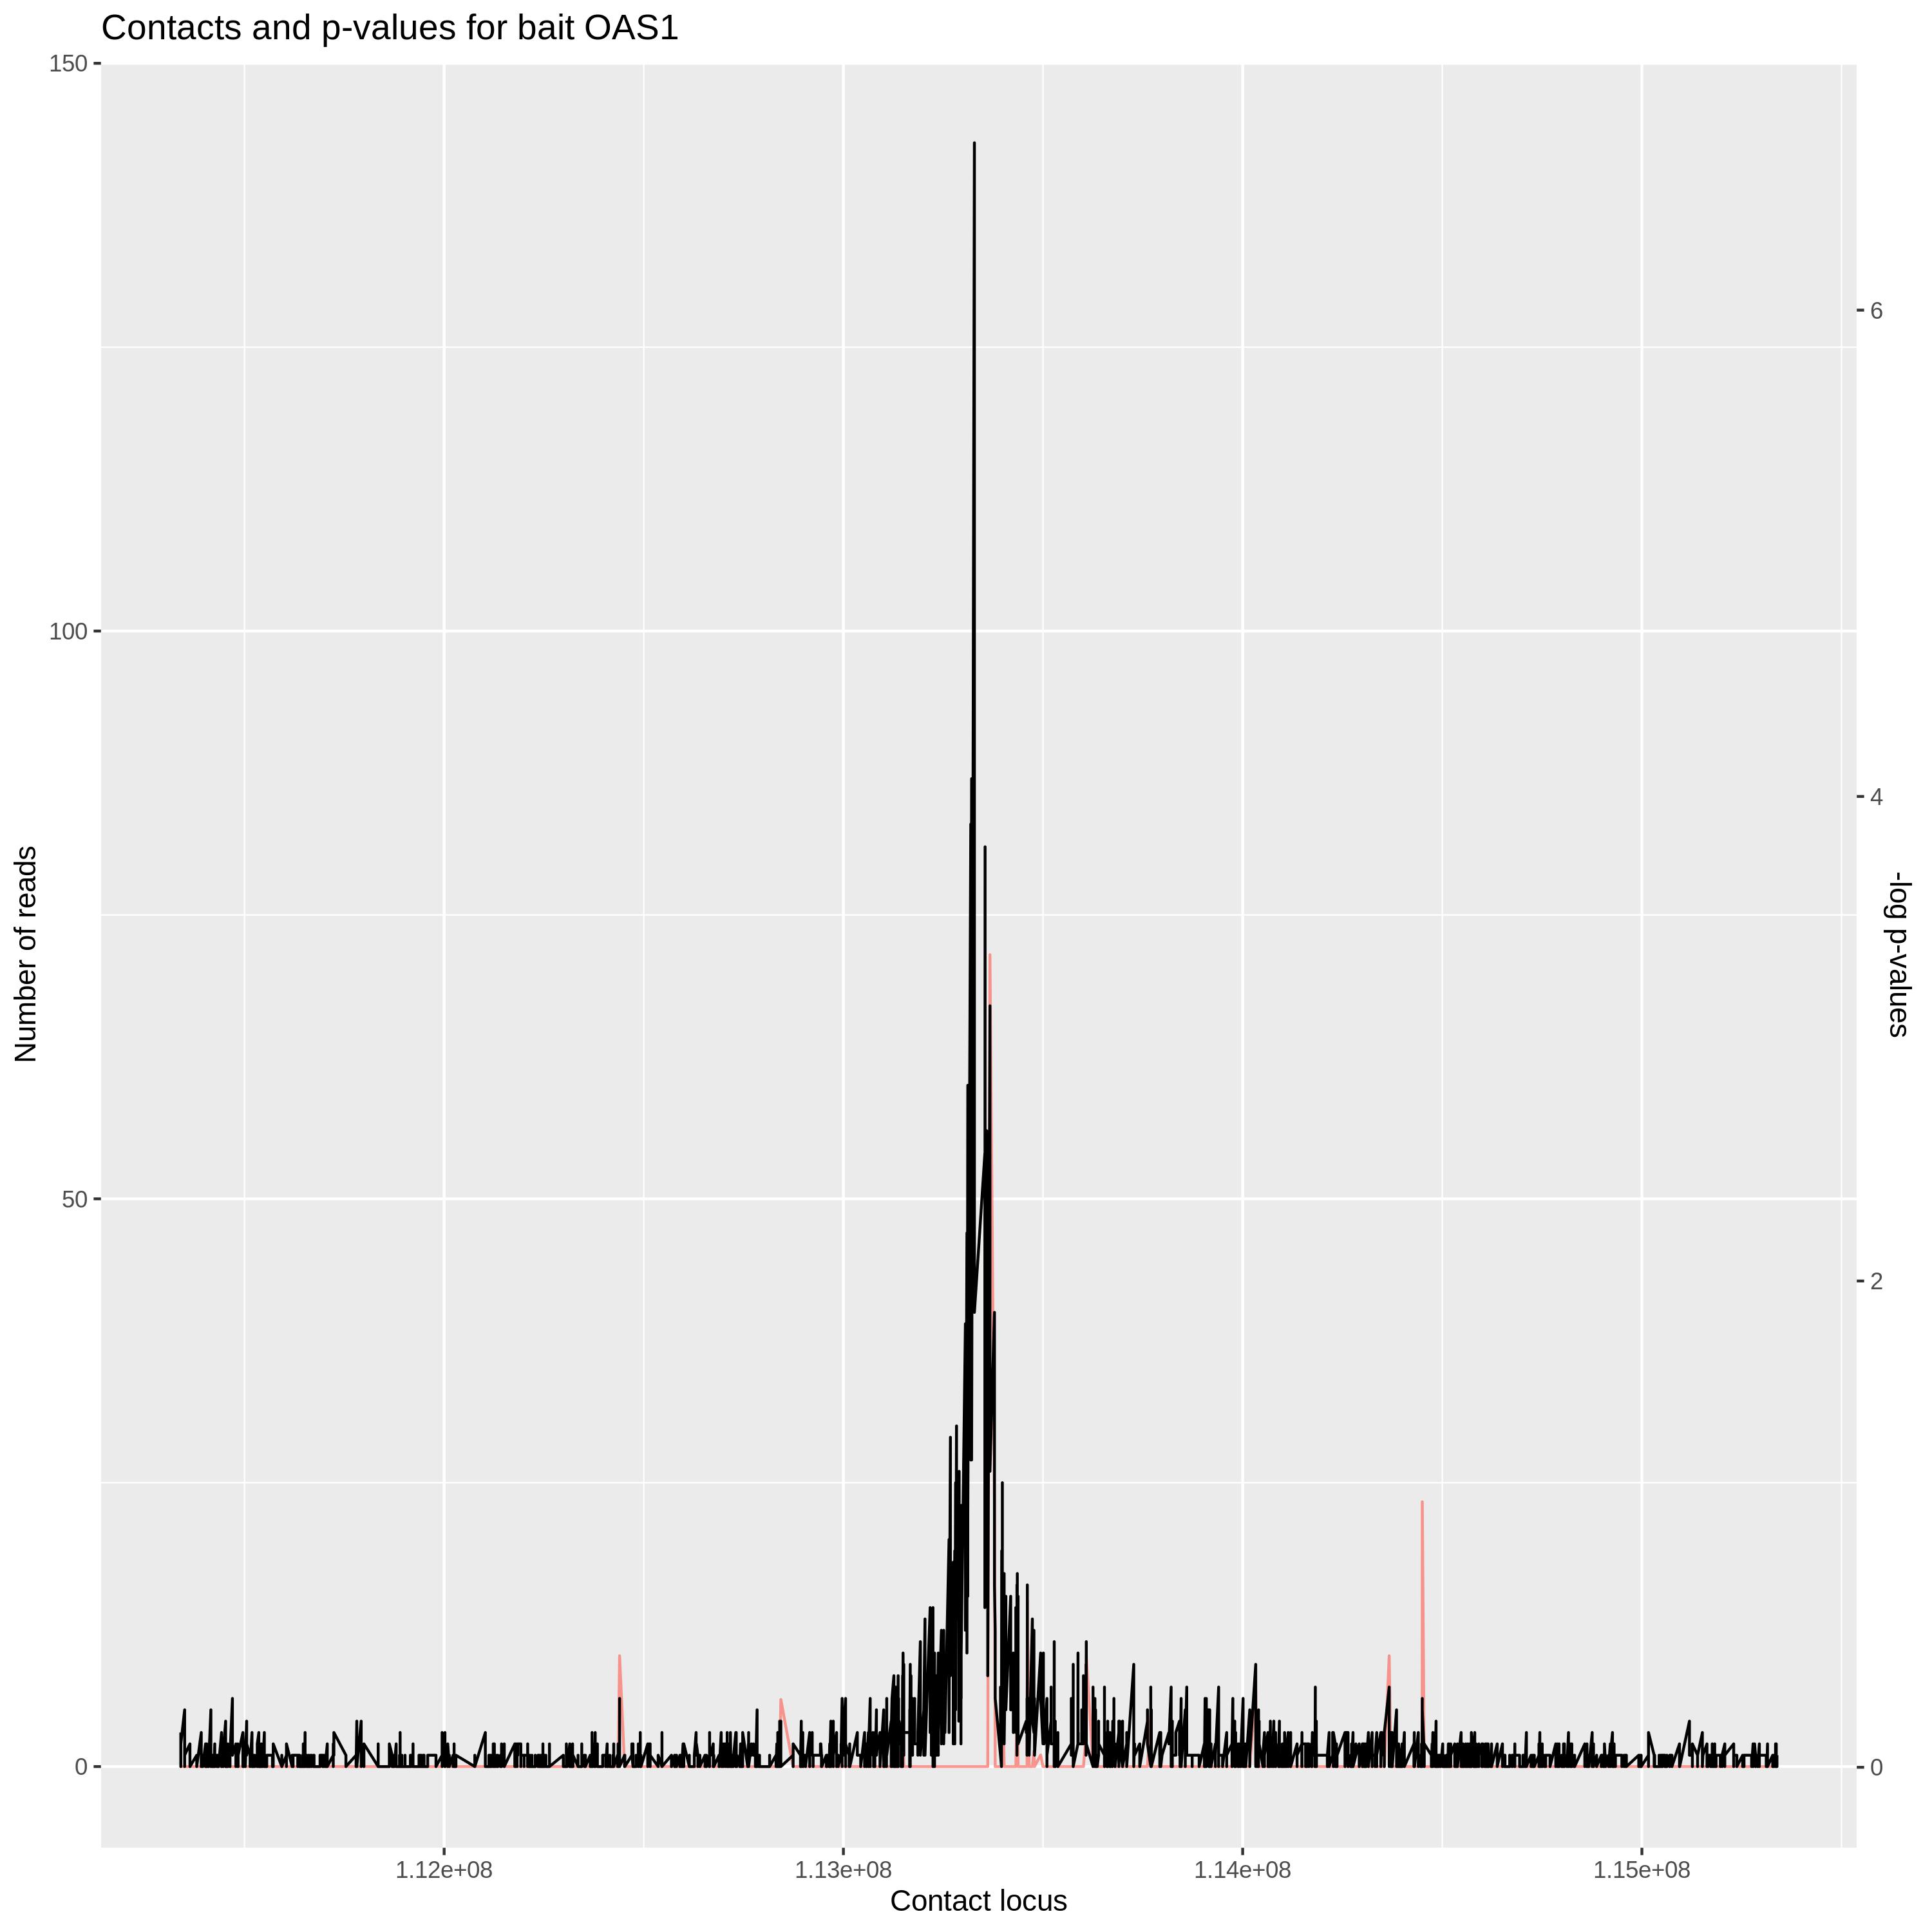 Contacts and p-values for bait OAS1
150
100
50
0
Number of reads
6
4
2
0
-log p-values
1.12e+08
1.13e+08
1.14e+08
1.15e+08
Contact locus